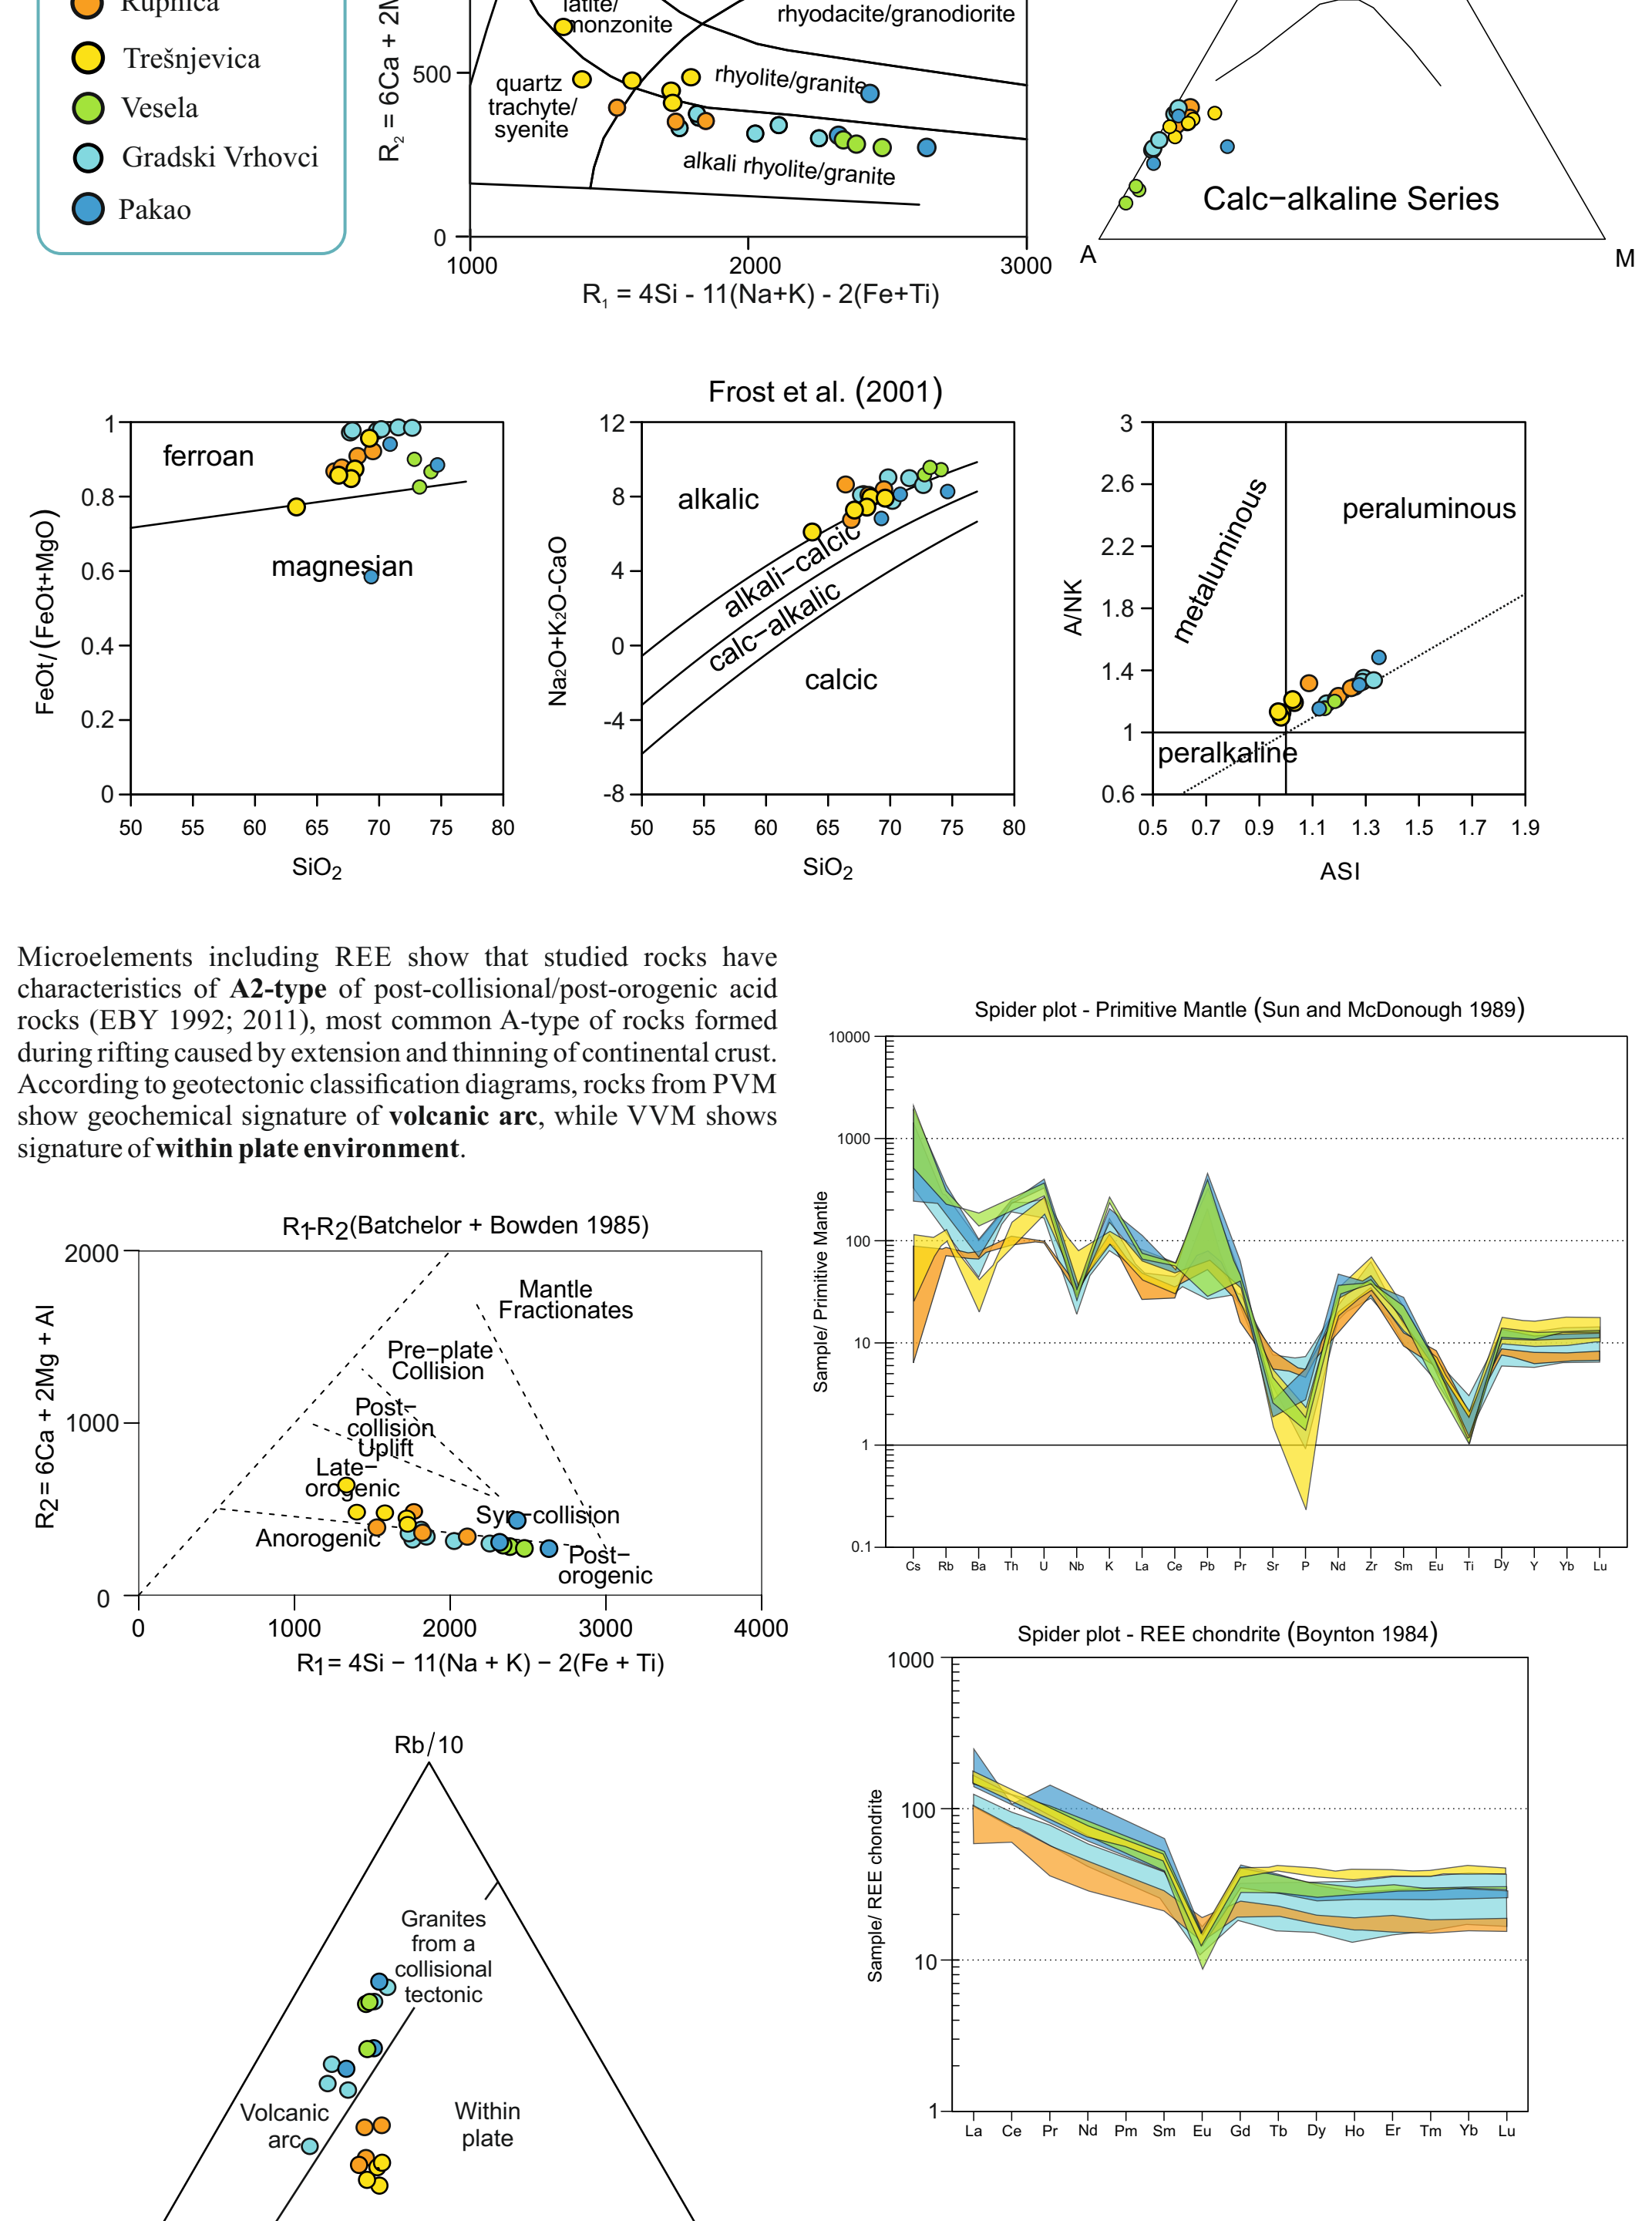 Rupnica
Trešnjevica
Vesela
Gradski Vrhovci
Pakao
R2 = 6Ca + 2M
500
0
1000
2000
3000
R1 = 4Si - 11(Na+K) - 2(Fe+Ti)
latite/
monzonite
rhyodacite/granodiorite
quartz
trachyte/
syenite
rhyolite/granite
alkali rhyolite/granite
Calc−alkaline Series
A
M
Frost et al. (2001)
FeOt/(FeOt+MgO)
1
0.8
0.6
0.4
0.2
0
ferroan
magnesian
50 55 60 65 70 75 80
SiO2
Na2O+K2O-CaO
12
8
4
0
-4
-8
alkalic
alkali−calcic
calc−alkalic
calcic
50 55 60 65 70 75 80
SiO2
A/NK
3
2.6
2.2
1.8
1.4
1
0.6
metaluminous
peraluminous
peralkaline
0.5 0.7 0.9 1.1 1.3 1.5 1.7 1.9
ASI
Microelements including REE show that studied rocks have
characteristics of A2-type of post-collisional/post-orogenic acid
rocks (EBY 1992; 2011), most common A-type of rocks formed
during rifting caused by extension and thinning of continental crust.
According to geotectonic classification diagrams, rocks from PVM
show geochemical signature of volcanic arc, while VVM shows
signature of within plate environment.
R1-R2(Batchelor + Bowden 1985)
R2= 6Ca + 2Mg + Al
2000
1000
0
Mantle
Fractionates
Pre−plate
Collision
Post−
collision
Uplift
Late−
orogenic
Syn−collision
Anorogenic
Post−
orogenic
0 1000 2000 3000 4000
R1= 4Si − 11(Na + K) − 2(Fe + Ti)
Spider plot - Primitive Mantle (Sun and McDonough 1989)
Sample/ Primitive Mantle
10000
1000
100
10
1
0.1
Cs Rb Ba Th U Nb K La Ce Pb Pr Sr P Nd Zr Sm Eu Ti Dy Y Yb Lu
Spider plot - REE chondrite (Boynton 1984)
Sample/ REE chondrite
1000
100
10
1
La Ce Pr Nd Pm Sm Eu Gd Tb Dy Ho Er Tm Yb Lu
Rb/10
Granites
from a
collisional
tectonic
Volcanic
arc
Within
plate